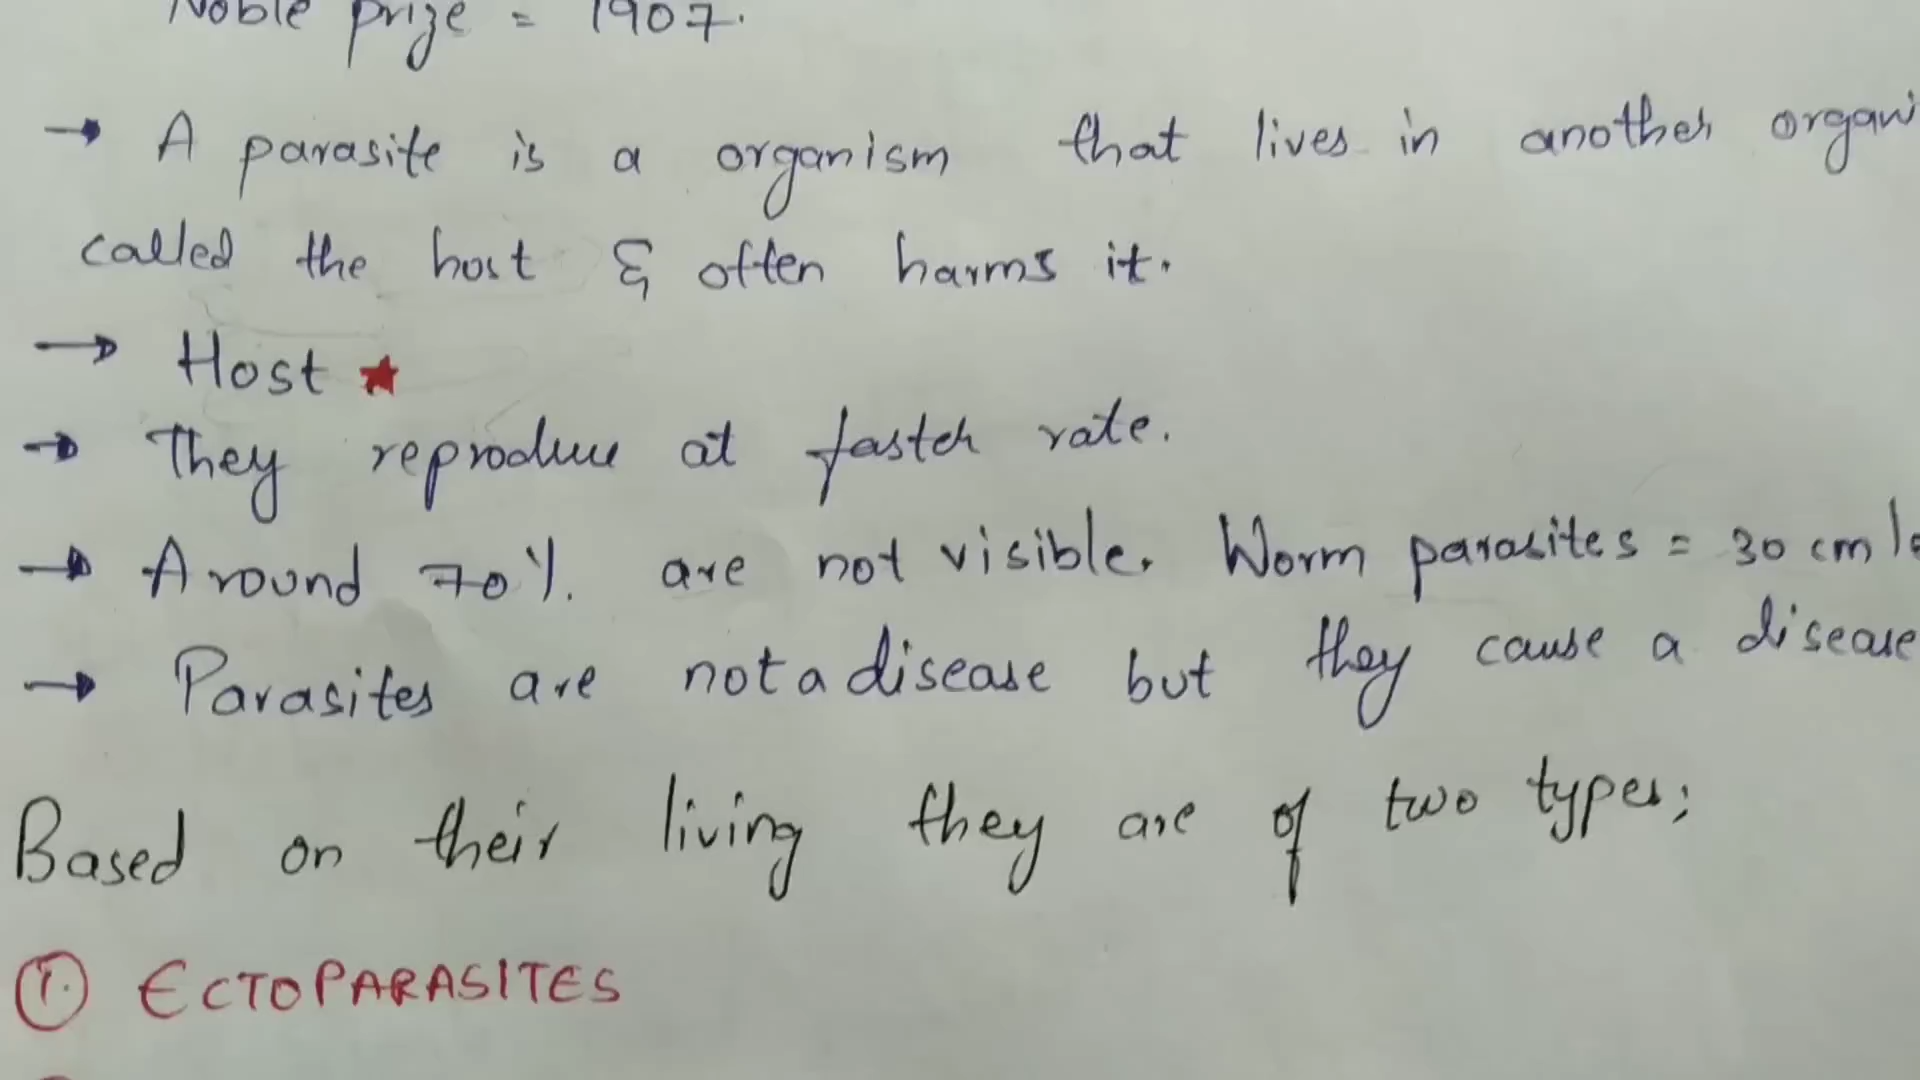 Noble prize = 1907.
→ A parasite is a organism that lives in another organi
called the host & often harms it.
→ Host ★
→ They reproduce at faster rate.
→ Around 70%. are not visible. Worm parasites = 30 cm
→ Parasites are not a disease but they cause a disease
Based on their living they are of two types;
① ECTOPARASITES